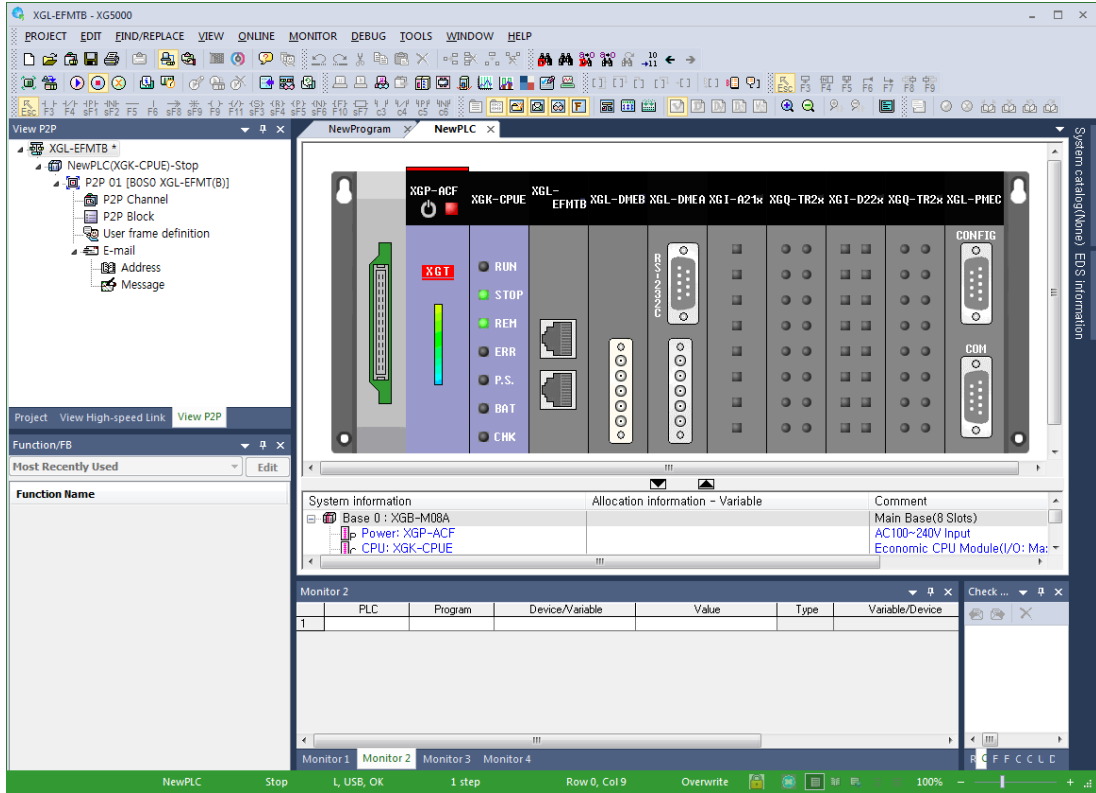 XGL-EFMTB - XG5000
PROJECT EDIT FIND/REPLACE VIEW ONLINE MONITOR DEBUG TOOLS WINDOW HELP
View P2P
XGL-EFMTB *
NewPLC(XGK-CPUE)-Stop
P2P 01 [B0S0 XGL-EFMT(B)]
P2P Channel
P2P Block
User frame definition
E-mail
Address
Message
Project View High-speed Link View P2P
Function/FB
Most Recently Used Edit
Function Name
NewProgram NewPLC
XGP-ACF XGK-CPUE XGL-EFMTB XGL-DMEB XGL-DMEA XGI-A21x XGQ-TR2x XGI-D22x XGQ-TR2x XGL-PMEC
XGT
RUN
STOP
REM
ERR
P.S.
BAT
CHK
RS-232C
CONFIG
COM
System information Allocation information - Variable Comment
Base 0 : XGB-M08A Main Base(8 Slots)
Power: XGP-ACF AC100~240V Input
CPU: XGK-CPUE Economic CPU Module(I/O: Ma:
Monitor 2
PLC Program Device/Variable Value Type Variable/Device
1
Monitor 1 Monitor 2 Monitor 3 Monitor 4
Check ...
R C F F C C L D
System catalog(None) EDS information
NewPLC Stop L, USB, OK 1 step Row 0, Col 9 Overwrite 100%